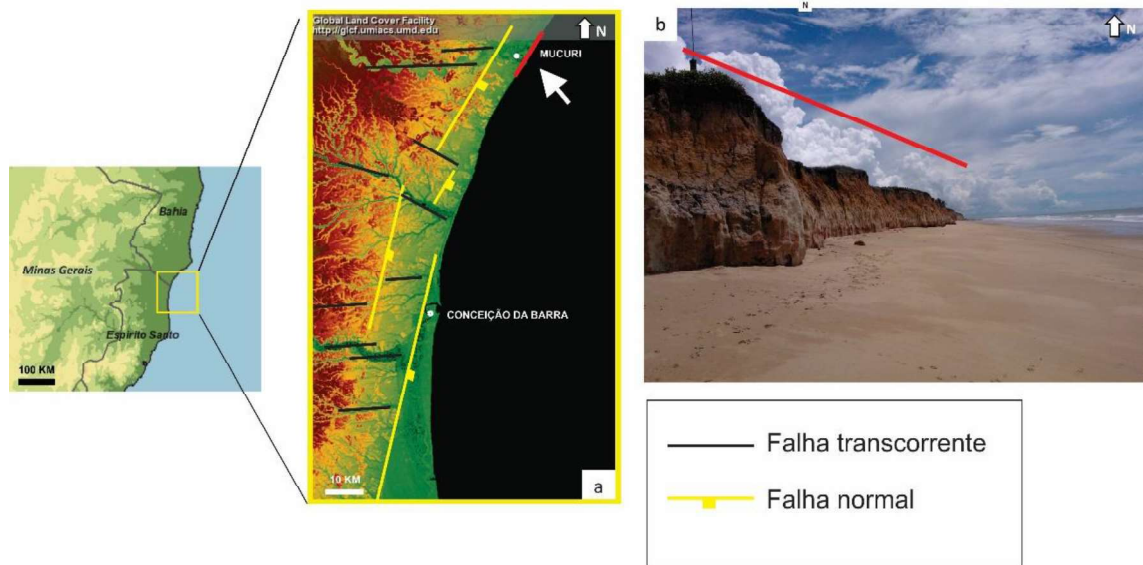 Bahia
Minas Gerais
Espirito Santo
100 KM
Global Land Cover Facility
http://glcf.umiacs.umd.edu
N
MUCURI
CONCEIÇÃO DA BARRA
10 KM
a
N
b
N
Falha transcorrente
Falha normal